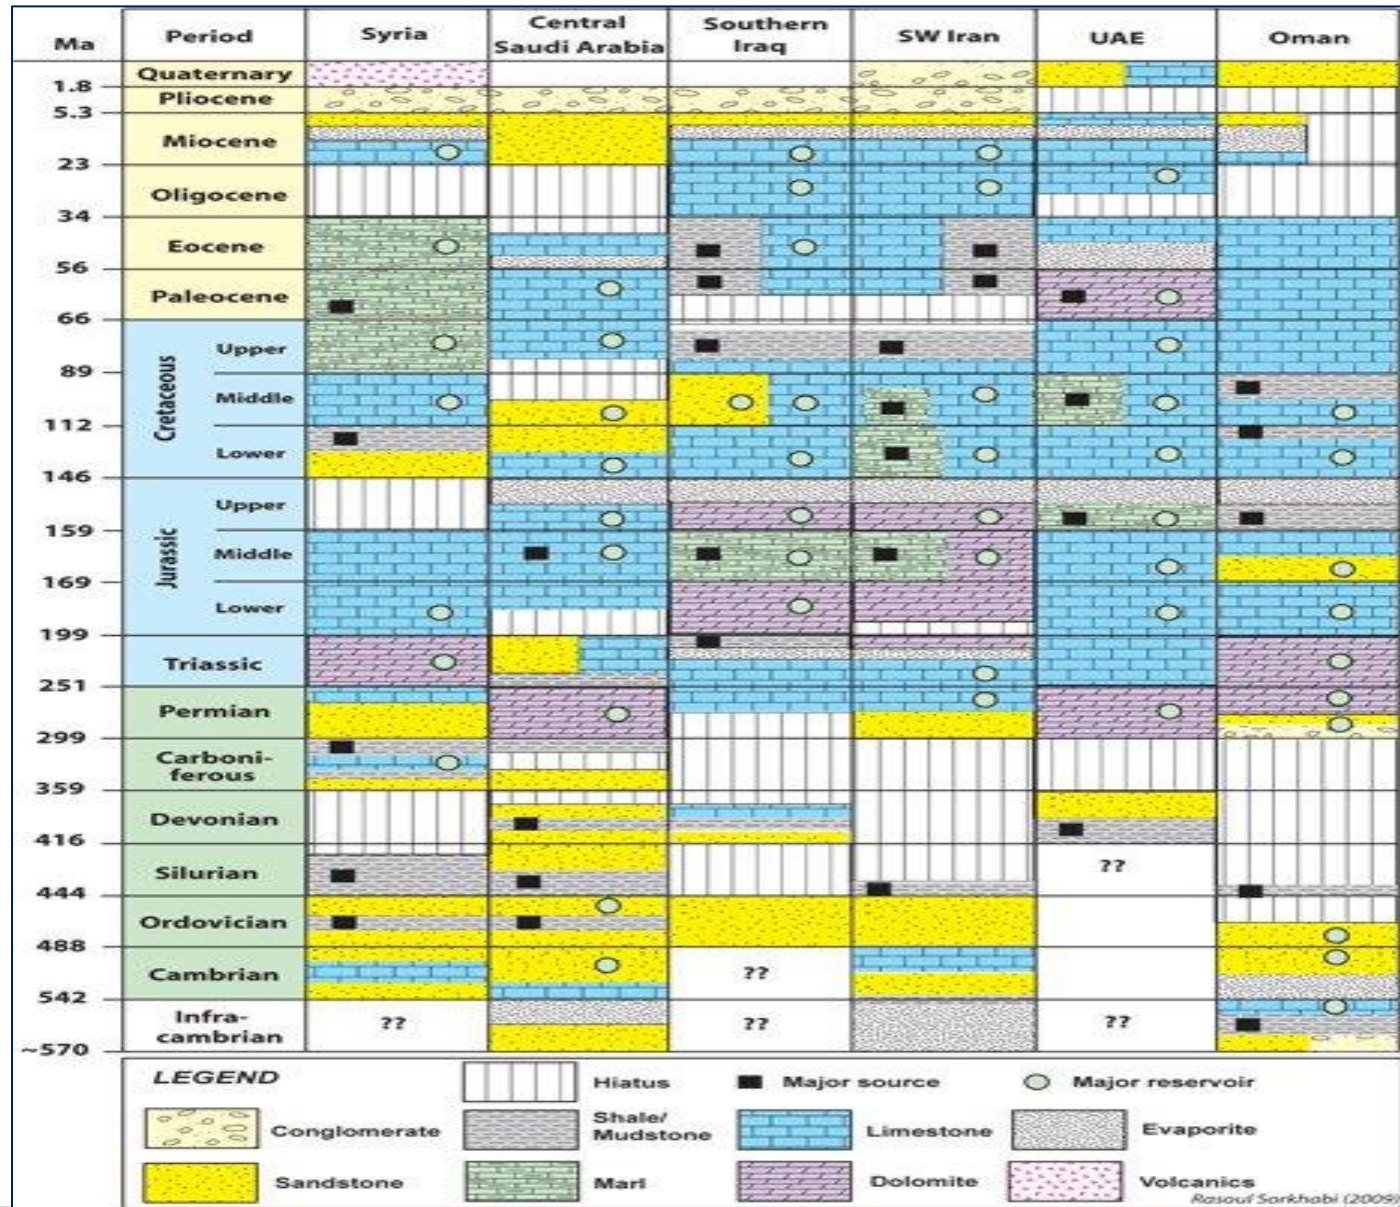 Ma Period Syria Central Saudi Arabia Southern Iraq SW Iran UAE Oman
Quaternary
1.8
Pliocene
5.3
Miocene
23
Oligocene
34
Eocene
56
Paleocene
66
Cretaceous
Upper
89
Middle
112
Lower
146
Jurassic
Upper
159
Middle
169
Lower
199
Triassic
251
Permian
299
Carboni-
ferous
359
Devonian
416
Silurian ??
444
Ordovician
488
Cambrian ??
542
Infra-
cambrian ?? ?? ??
~570
LEGEND Hiatus Major source Major reservoir
Conglomerate Shale/ Mudstone Limestone Evaporite
Sandstone Marl Dolomite Volcanics
Rasoul Sorkhabi (2009)